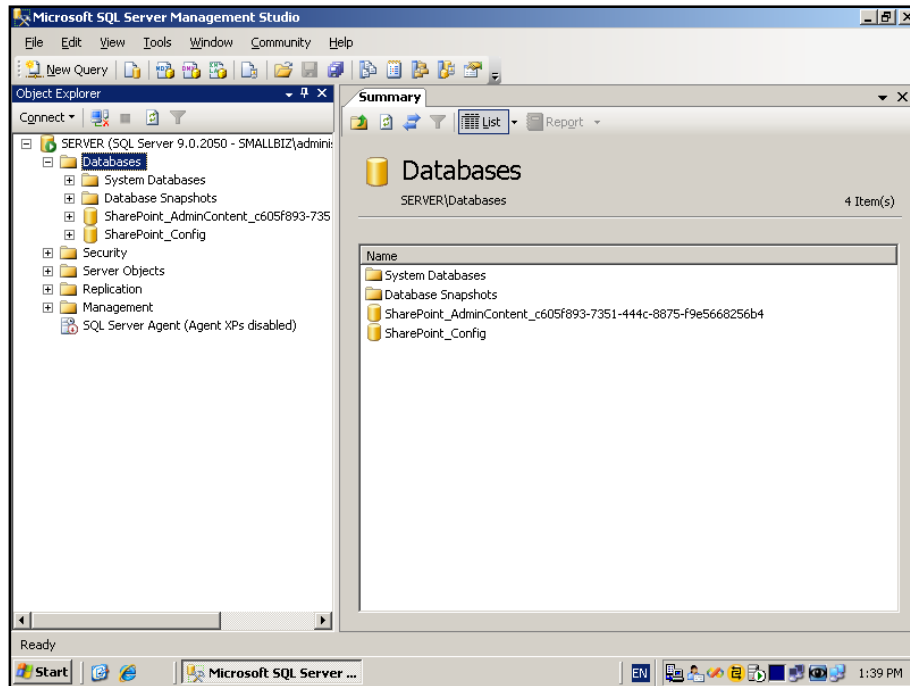 Microsoft SQL Server Management Studio
File Edit View Tools Window Community Help
New Query
Object Explorer
Connect
SERVER (SQL Server 9.0.2050 - SMALLBIZ\adminis
Databases
System Databases
Database Snapshots
SharePoint_AdminContent_c605f893-735
SharePoint_Config
Security
Server Objects
Replication
Management
SQL Server Agent (Agent XPs disabled)
Summary
List Report
Databases
SERVER\Databases 4 Item(s)
Name
System Databases
Database Snapshots
SharePoint_AdminContent_c605f893-7351-444c-8875-f9e5668256b4
SharePoint_Config
Ready
Start Microsoft SQL Server ... EN 1:39 PM